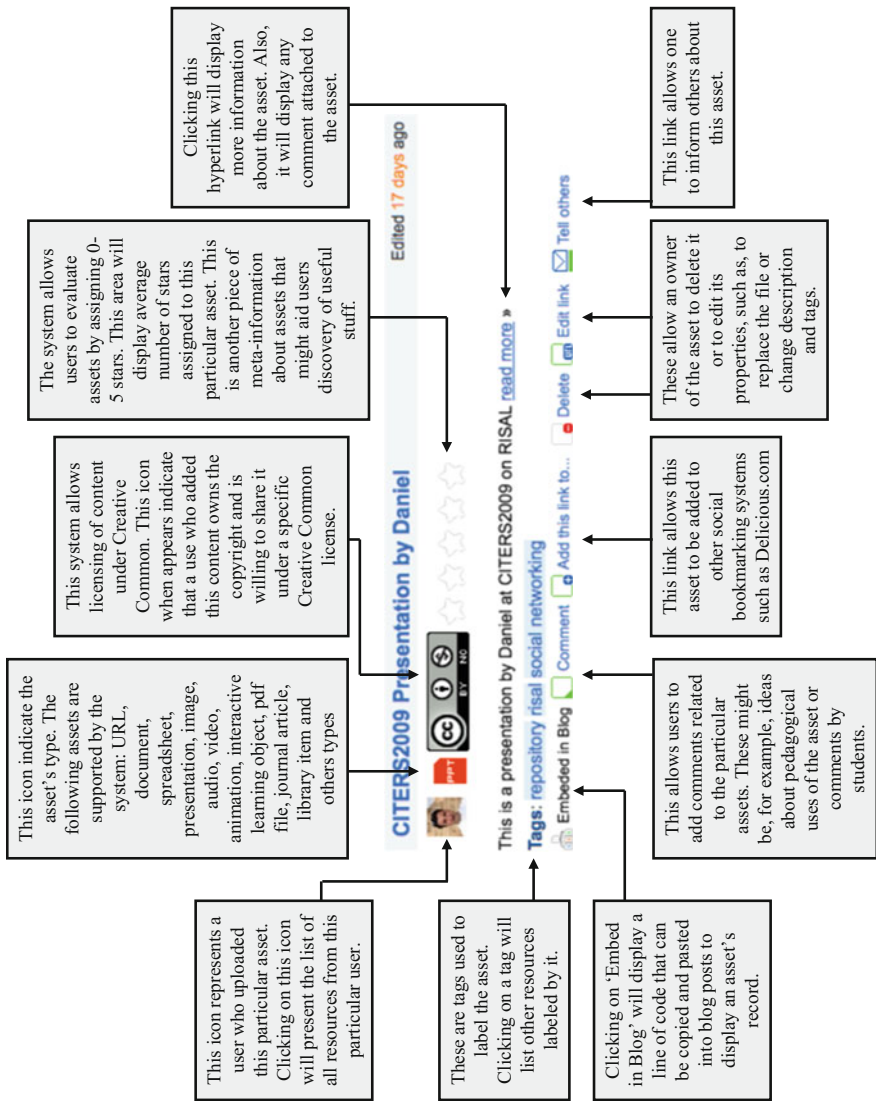 This icon represents a
user who uploaded
this particular asset.
Clicking on this icon
will present the list of
all resources from this
particular user.
This icon indicate the
asset's type. The
following assets are
supported by the
system: URL,
document,
spreadsheet,
presentation, image,
audio, video,
animation, interactive
learning object, pdf
file, journal article,
library item and
others types
This system allows
licensing of content
under Creative
Common. This icon
when appears indicate
that a use who added
this content owns the
copyright and is
willing to share it
under a specific
Creative Common
license.
The system allows
users to evaluate
assets by assigning 0-
5 stars. This area will
display average
number of stars
assigned to this
particular asset. This
is another piece of
meta-information
about assets that
might aid users
discovery of useful
stuff.
Clicking this
hyperlink will display
more information
about the asset. Also,
it will display any
comment attached to
the asset.
CITERS2009 Presentation by Daniel
Edited 17 days ago
PPT
cc
BY NC
This is a presentation by Daniel at CITERS2009 on RISAL read more »
Tags: repository risal social networking
Embeded in Blog Comment Add this link to... Delete Edit link Tell others
These are tags used to
label the asset.
Clicking on a tag will
list other resources
labeled by it.
Clicking on ‘Embed
in Blog’ will display a
line of code that can
be copied and pasted
into blog posts to
display an asset’s
record.
This allows users to
add comments related
to the particular
assets. These might
be, for example, ideas
about pedagogical
uses of the asset or
comments by
students.
This link allows this
asset to be added to
other social
bookmarking systems
such as Delicious.com
These allow an owner
of the asset to delete it
or to edit its
properties, such as, to
replace the file or
change description
and tags.
This link allows one
to inform others about
this asset.